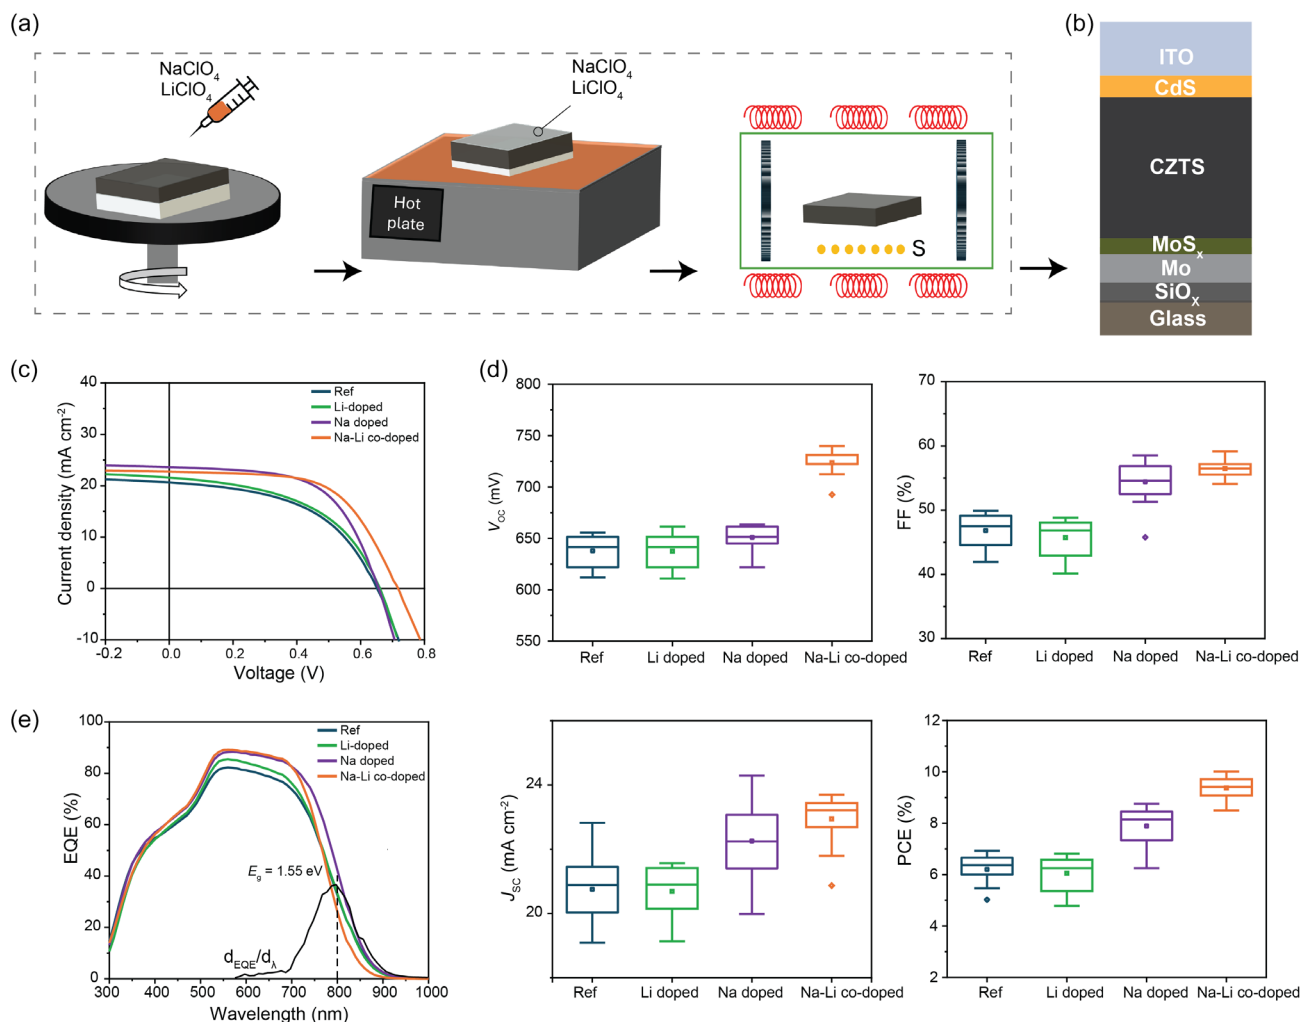 (a)
NaClO4
LiClO4
NaClO4
LiClO4
Hot
plate
S
(b)
ITO
CdS
CZTS
MoSx
Mo
SiOx
Glass
(c)
Current density (mA cm-2)
40
30
20
10
0
-10
-0.2
0.0
0.2
0.4
0.6
0.8
Voltage (V)
Ref
Li-doped
Na doped
Na-Li co-doped
(d)
VOC (mV)
800
750
700
650
600
550
Ref
Li doped
Na doped
Na-Li co-doped
FF (%)
70
60
50
40
30
Ref
Li doped
Na doped
Na-Li co-doped
(e)
EQE (%)
100
80
60
40
20
0
300
400
500
600
700
800
900
1000
Wavelength (nm)
Ref
Li-doped
Na doped
Na-Li co-doped
Eg = 1.55 eV
dEQE/dλ
JSC (mA cm-2)
24
20
Ref
Li doped
Na doped
Na-Li co-doped
PCE (%)
12
10
8
6
4
2
Ref
Li doped
Na doped
Na-Li co-doped